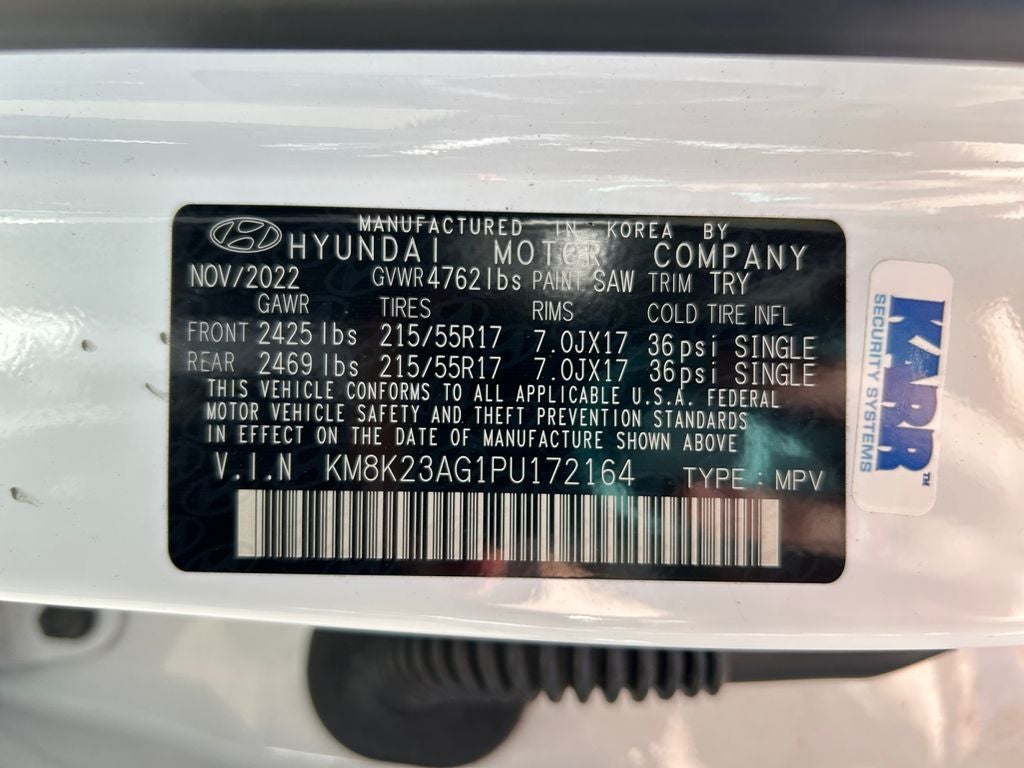 MANUFACTURED IN KOREA BY
HYUNDAI MOTOR COMPANY
NOV/2022 GVWR 4762 lbs PAINT SAW TRIM TRY
GAWR TIRES RIMS COLD TIRE INFL
FRONT 2425 lbs 215/55R17 7.0JX17 36 psi SINGLE
REAR 2469 lbs 215/55R17 7.0JX17 36 psi SINGLE
THIS VEHICLE CONFORMS TO ALL APPLICABLE U.S.A. FEDERAL
MOTOR VEHICLE SAFETY AND THEFT PREVENTION STANDARDS
IN EFFECT ON THE DATE OF MANUFACTURE SHOWN ABOVE
V.I.N KM8K23AG1PU172164 TYPE : MPV
KARR™
SECURITY SYSTEMS